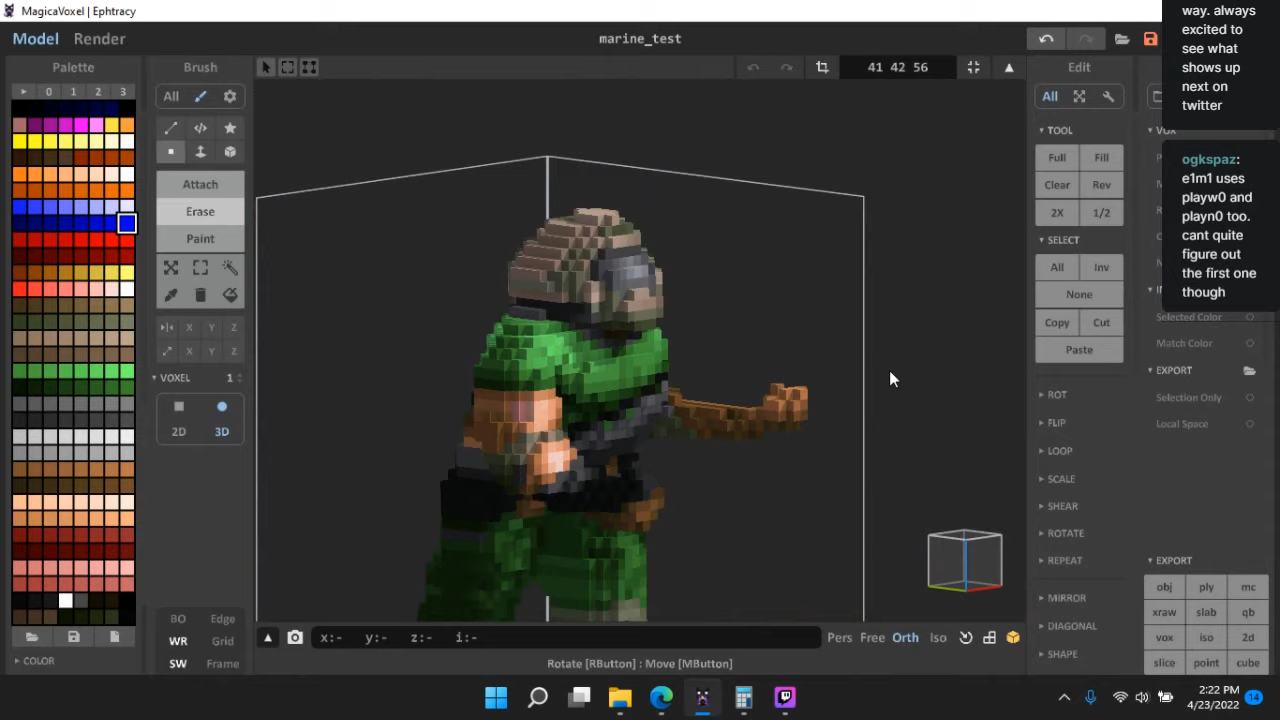 MagicaVoxel | Ephtracy
Model Render
marine_test
Palette
0 1 2 3
COLOR
Brush
All
Attach
Erase
Paint
X Y Z
X Y Z
VOXEL 1
2D 3D
BO Edge
WR Grid
SW Frame
41 42 56
x:- y:- z:- i:-
Pers Free Orth Iso
Rotate [RButton] : Move [MButton]
Edit
All
TOOL
Full Fill
Clear Rev
2X 1/2
SELECT
All Inv
None
Copy Cut
Paste
ROT
FLIP
LOOP
SCALE
SHEAR
ROTATE
REPEAT
MIRROR
DIAGONAL
SHAPE
way. always
excited to
see what
shows up
next on
twitter
ogkspaz:
e1m1 uses
playw0 and
playn0 too.
cant quite
figure out
the first one
though
Selected Color
Match Color
EXPORT
Selection Only
Local Space
EXPORT
obj ply mc
xraw slab qb
vox iso 2d
slice point cube
2:22 PM
4/23/2022
14